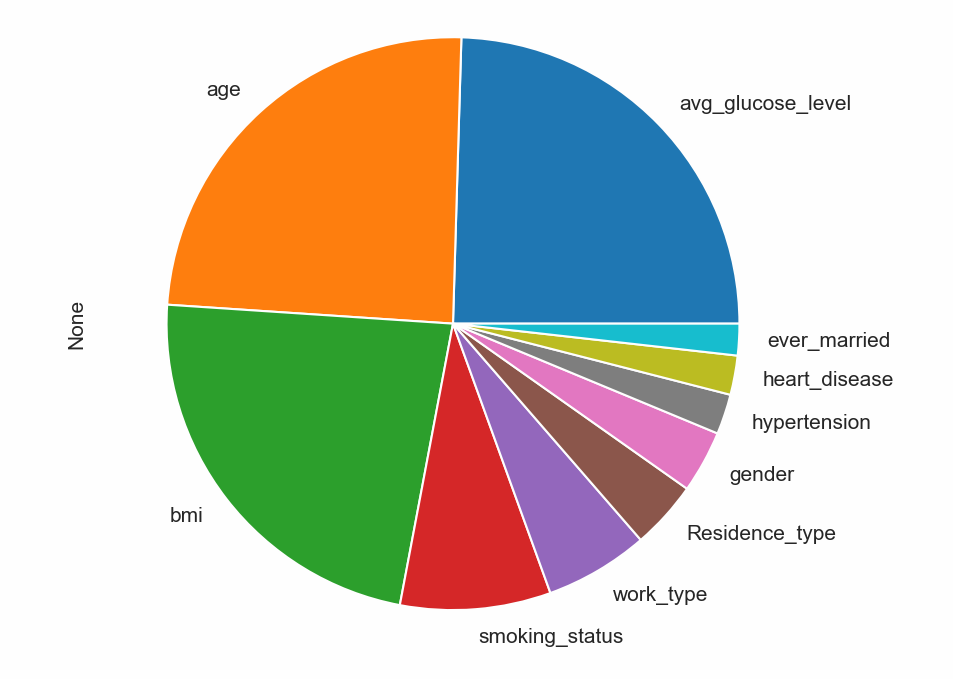 age
avg_glucose_level
None
ever_married
heart_disease
hypertension
gender
bmi
Residence_type
work_type
smoking_status